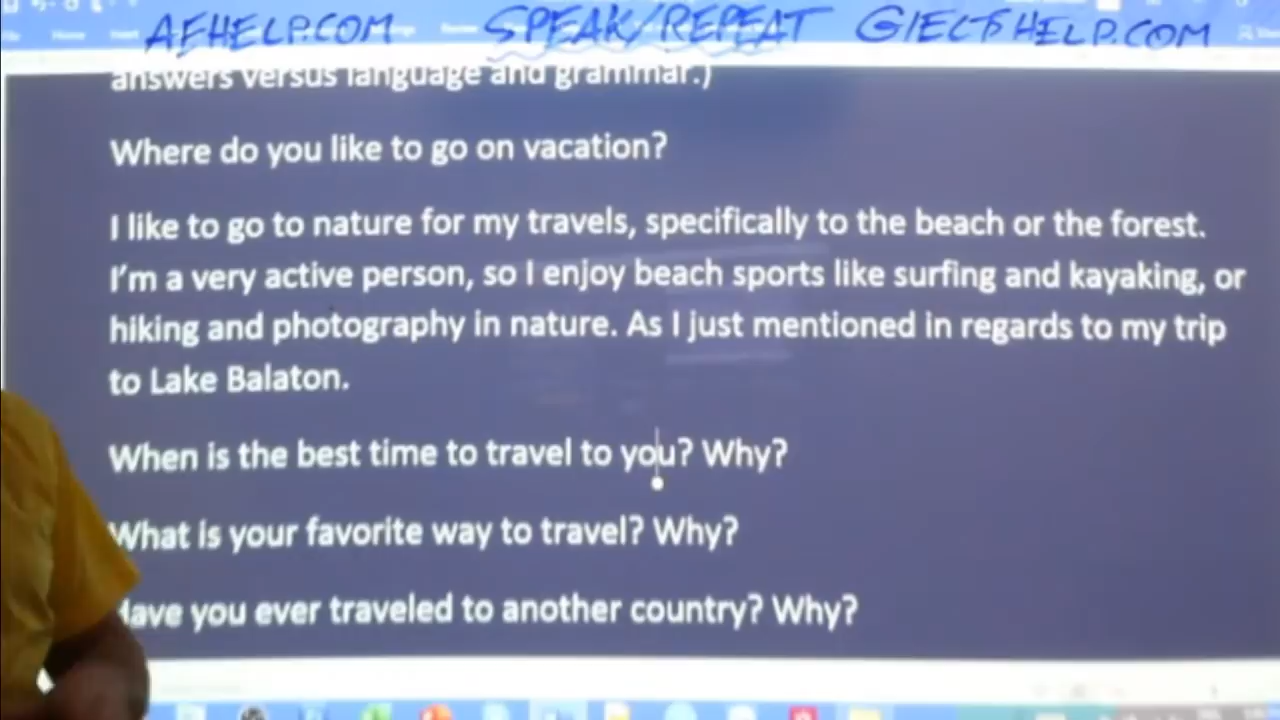 AEHELP.COM SPEAK/REPEAT GIELTSHELP.COM
answers versus language and grammar.)
Where do you like to go on vacation?
I like to go to nature for my travels, specifically to the beach or the forest.
I'm a very active person, so I enjoy beach sports like surfing and kayaking, or
hiking and photography in nature. As I just mentioned in regards to my trip
to Lake Balaton.
When is the best time to travel to you? Why?
What is your favorite way to travel? Why?
Have you ever traveled to another country? Why?